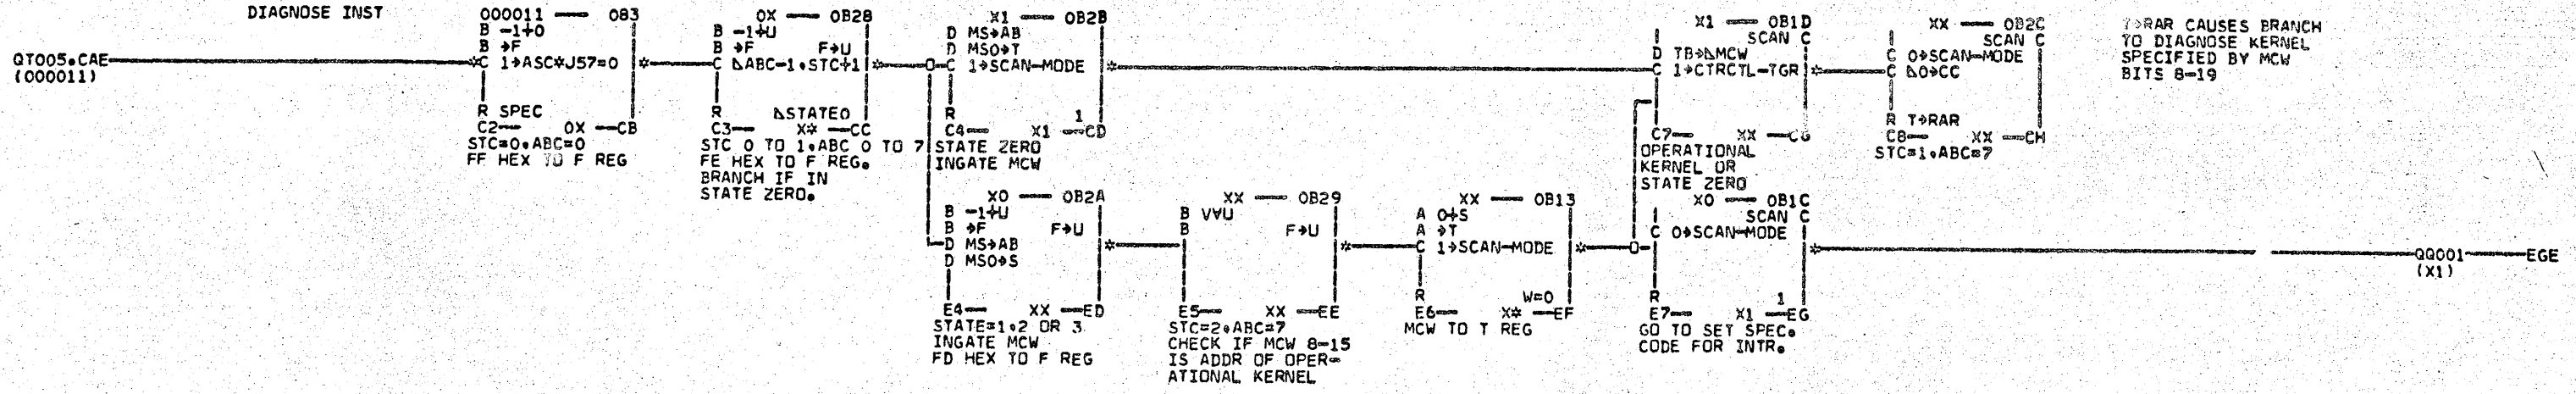 DIAGNOSE INST
QT005.CAE
(000011)
000011 — 083
B -1+0
B →F
C 1→ASC*J57=0
R SPEC
C2— 0X —CB
STC=0,ABC=0
FF HEX TO F REG
0X — 0B28
B -1+U
B →F F→U
C ΔABC-1,STC+1
ΔSTATE0
R
C3— X* —CC
STC 0 TO 1,ABC 0 TO 7
FE HEX TO F REG.
BRANCH IF IN
STATE ZERO.
X1 — 0B2B
D MS→AB
D MS0→T
C 1→SCAN-MODE
R 1
C4— X1 —CD
STATE ZERO
INGATE MCW
X0 — 0B2A
B -1+U
B →F F→U
D MS→AB
D MS0→S
E4— XX —ED
STATE=1,2 OR 3
INGATE MCW
FD HEX TO F REG
XX — 0B29
B V∀U
B F→U
E5— XX —EE
STC=2,ABC=7
CHECK IF MCW 8-15
IS ADDR OF OPER-
ATIONAL KERNEL
XX — 0B13
A 0+S
A →T
C 1→SCAN-MODE
R W=0
E6— X* —EF
MCW TO T REG
X1 — 0B1D
SCAN C
D TB→ΔMCW
C 1→CTRCTL-TGR
C7— XX —CG
OPERATIONAL
KERNEL OR
STATE ZERO
X0 — 0B1C
SCAN C
C 0→SCAN-MODE
R 1
E7— X1 —EG
GO TO SET SPEC.
CODE FOR INTR.
XX — 0B2C
SCAN C
C 0→SCAN-MODE
C Δ0→CC
R T→RAR
C8— XX —CH
STC=1,ABC=7
T→RAR CAUSES BRANCH
TO DIAGNOSE KERNEL
SPECIFIED BY MCW
BITS 8-19
QQ001 — EGE
(X1)